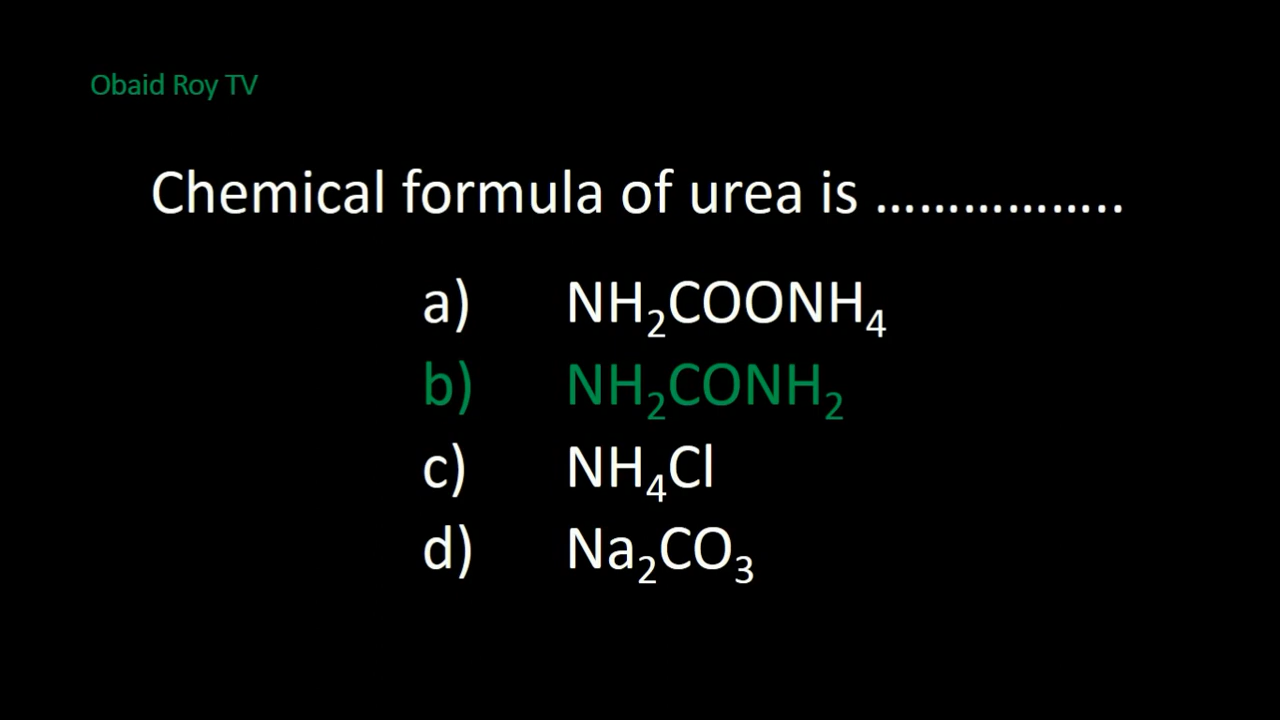 Obaid Roy TV
Chemical formula of urea is ……………..
a) NH₂COONH₄
b) NH₂CONH₂
c) NH₄Cl
d) Na₂CO₃